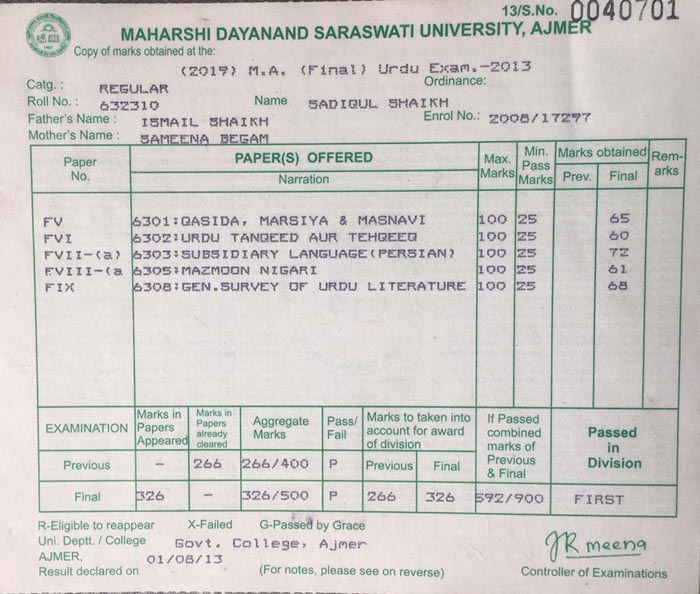 13/S.No. 0040701
MAHARSHI DAYANAND SARASWATI UNIVERSITY, AJMER
Copy of marks obtained at the:
(2019) M.A. (Final) Urdu Exam.-2013
Catg. : REGULAR Ordinance:
Roll No. : 632310 Name SADIQUL SHAIKH
Father's Name : ISMAIL SHAIKH Enrol No.: 2008/17297
Mother's Name : SAMEENA BEGAM
Paper No. PAPER(S) OFFERED Narration Max. Marks Min. Pass Marks Marks obtained Prev. Final Rem-arks
FV 6301:QASIDA, MARSIYA & MASNAVI 100 25 65
FVI 6302:URDU TANQEED AUR TEHQEEQ 100 25 60
FVII-(a) 6303:SUBSIDIARY LANGUAGE(PERSIAN) 100 25 72
FVIII-(a 6305:MAZMOON NIGARI 100 25 61
FIX 6308:GEN.SURVEY OF URDU LITERATURE 100 25 68
EXAMINATION Marks in Papers Appeared Marks in Papers already cleared Aggregate Marks Pass/Fail Marks to taken into account for award of division Previous Final If Passed combined marks of Previous & Final Passed in Division
Previous - 266 266/400 P
Final 326 - 326/500 P 266 326 592/900 FIRST
R-Eligible to reappear X-Failed G-Passed by Grace
Uni. Deptt. / College Govt. College, Ajmer
JR meena
AJMER, 01/08/13
Result declared on (For notes, please see on reverse) Controller of Examinations